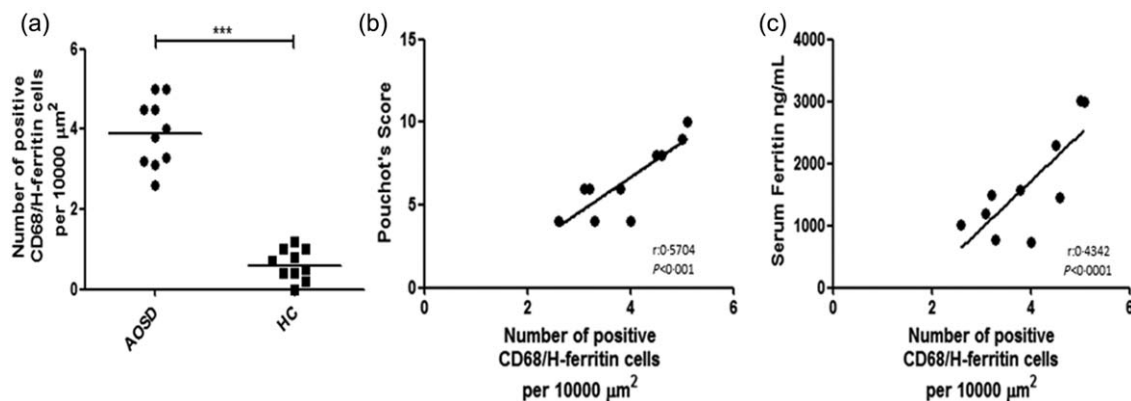 (a)
***
6
4
2
0
Number of positive
CD68/H-ferritin cells
per 10000 µm²
AOSD
HC
(b)
15
10
5
0
Pouchot's Score
r:0·5704
P<0·001
0
2
4
6
Number of positive
CD68/H-ferritin cells
per 10000 µm²
(c)
4000
3000
2000
1000
0
Serum Ferritin ng/mL
r:0·4342
P<0·0001
0
2
4
6
Number of positive
CD68/H-ferritin cells
per 10000 µm²